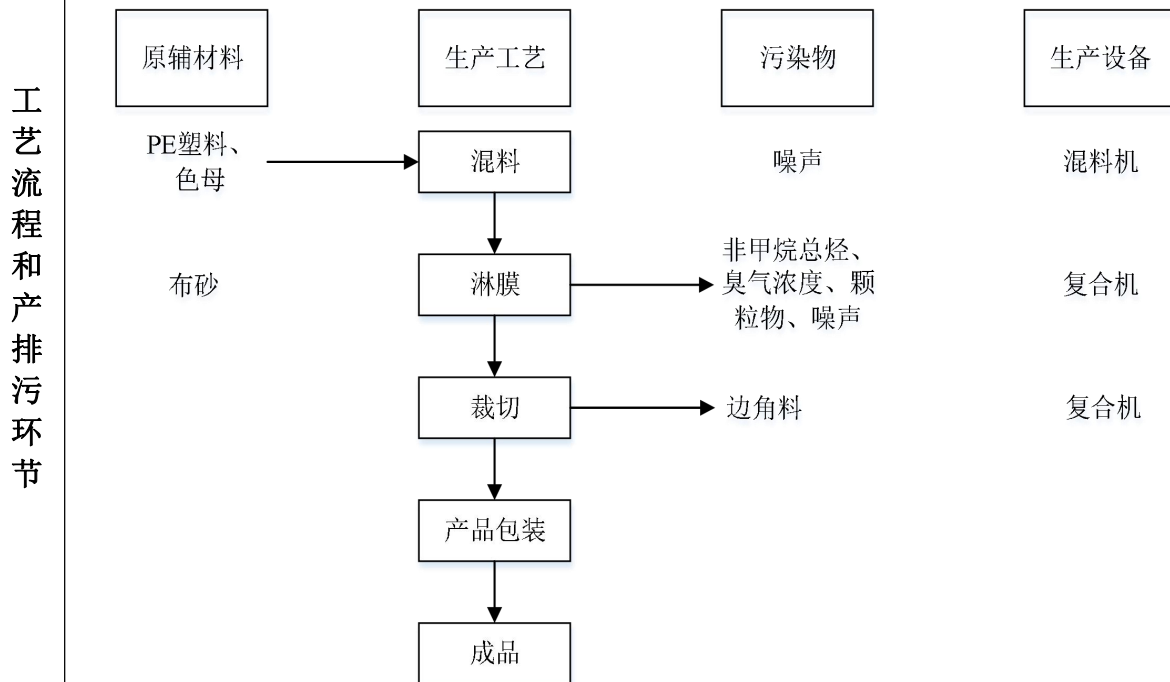 工艺流程和产排污环节
原辅材料
生产工艺
污染物
生产设备
PE塑料、
色母
混料
噪声
混料机
布砂
淋膜
非甲烷总烃、
臭气浓度、颗
粒物、噪声
复合机
裁切
边角料
复合机
产品包装
成品